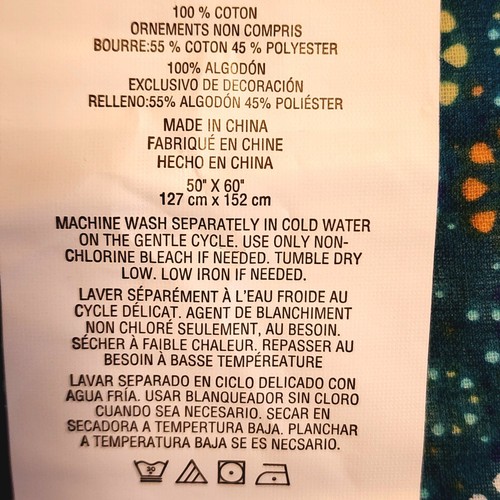 100 % COTON
ORNEMENTS NON COMPRIS
BOURRE:55 % COTON 45 % POLYESTER
100% ALGODÓN
EXCLUSIVO DE DECORACIÓN
RELLENO:55% ALGODÓN 45% POLIÉSTER
MADE IN CHINA
FABRIQUÉ EN CHINE
HECHO EN CHINA
50" X 60"
127 cm x 152 cm
MACHINE WASH SEPARATELY IN COLD WATER
ON THE GENTLE CYCLE. USE ONLY NON-
CHLORINE BLEACH IF NEEDED. TUMBLE DRY
LOW. LOW IRON IF NEEDED.
LAVER SÉPARÉMENT À L'EAU FROIDE AU
CYCLE DÉLICAT. AGENT DE BLANCHIMENT
NON CHLORÉ SEULEMENT, AU BESOIN.
SÉCHER À FAIBLE CHALEUR. REPASSER AU
BESOIN À BASSE TEMPÉREATURE
LAVAR SEPARADO EN CICLO DELICADO CON
AGUA FRÍA. USAR BLANQUEADOR SIN CLORO
CUANDO SEA NECESARIO. SECAR EN
SECADORA A TEMPERTURA BAJA. PLANCHAR
A TEMPERATURA BAJA SE ES NECSARIO.
30